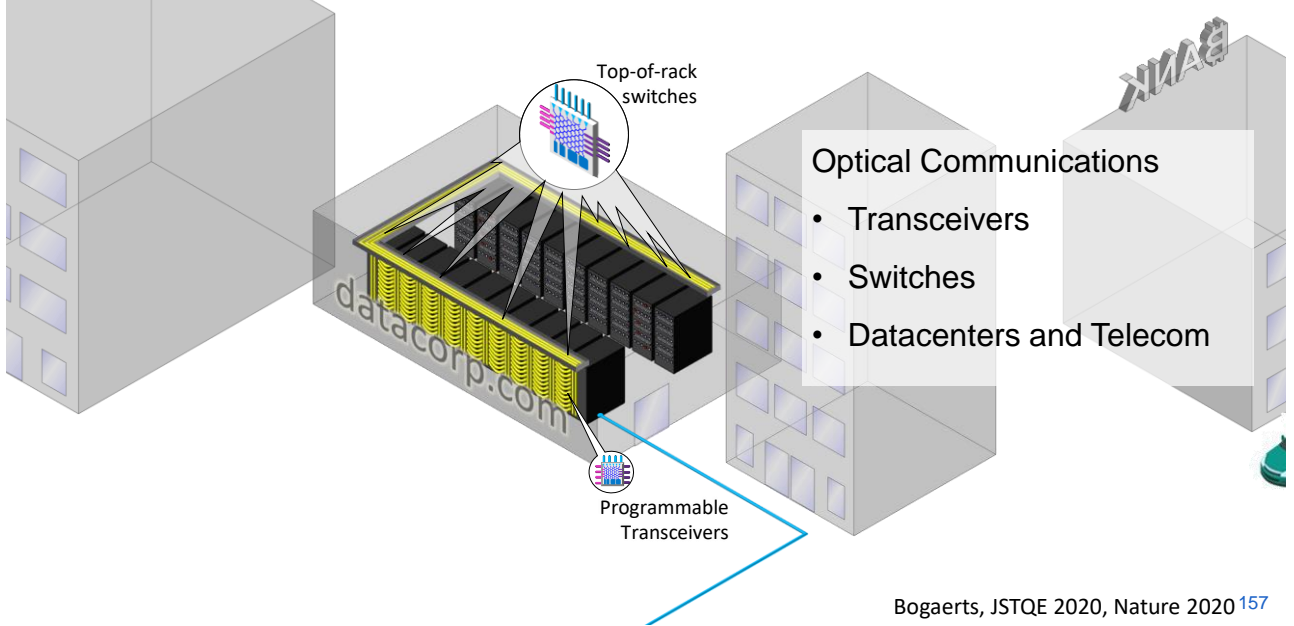 Top-of-rack
switches
₿ANK
Optical Communications
• Transceivers
• Switches
• Datacenters and Telecom
datacorp.com
Programmable
Transceivers
Bogaerts, JSTQE 2020, Nature 2020 157